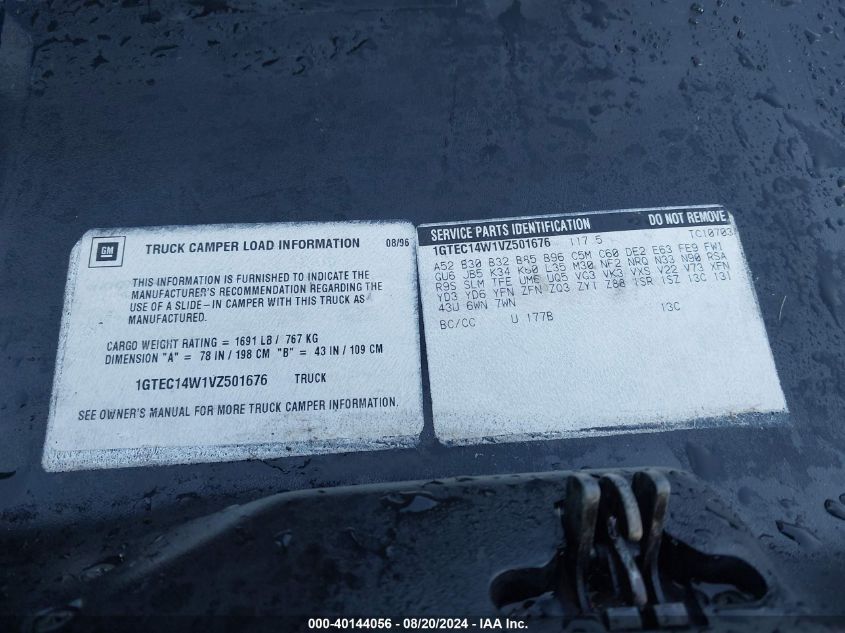 GM
TRUCK CAMPER LOAD INFORMATION 08/96
THIS INFORMATION IS FURNISHED TO INDICATE THE
MANUFACTURER'S RECOMMENDATION REGARDING THE
USE OF A SLIDE-IN CAMPER WITH THIS TRUCK AS
MANUFACTURED.
CARGO WEIGHT RATING = 1691 LB / 767 KG
DIMENSION "A" = 78 IN / 198 CM "B" = 43 IN / 109 CM
1GTEC14W1VZ501676 TRUCK
SEE OWNER'S MANUAL FOR MORE TRUCK CAMPER INFORMATION.
SERVICE PARTS IDENTIFICATION DO NOT REMOVE
1GTEC14W1VZ501676 117.5 TC10703
A52 B30 B32 B45 B96 C5M C60 DE2 E63 FE9 FW1
GU6 JB5 K34 K60 L35 M30 NF2 NRQ N33 N90 RSA
R9S SLM TFE UM6 UQ5 VG3 VK3 VXS V22 V73 XFN
YD3 YD6 YFN ZFN ZQ3 ZY1 Z80 1SR 1SZ 13C 13I
43U 6WN 7WN
BC/CC U 177B 13C
000-40144056 - 08/20/2024 - IAA Inc.